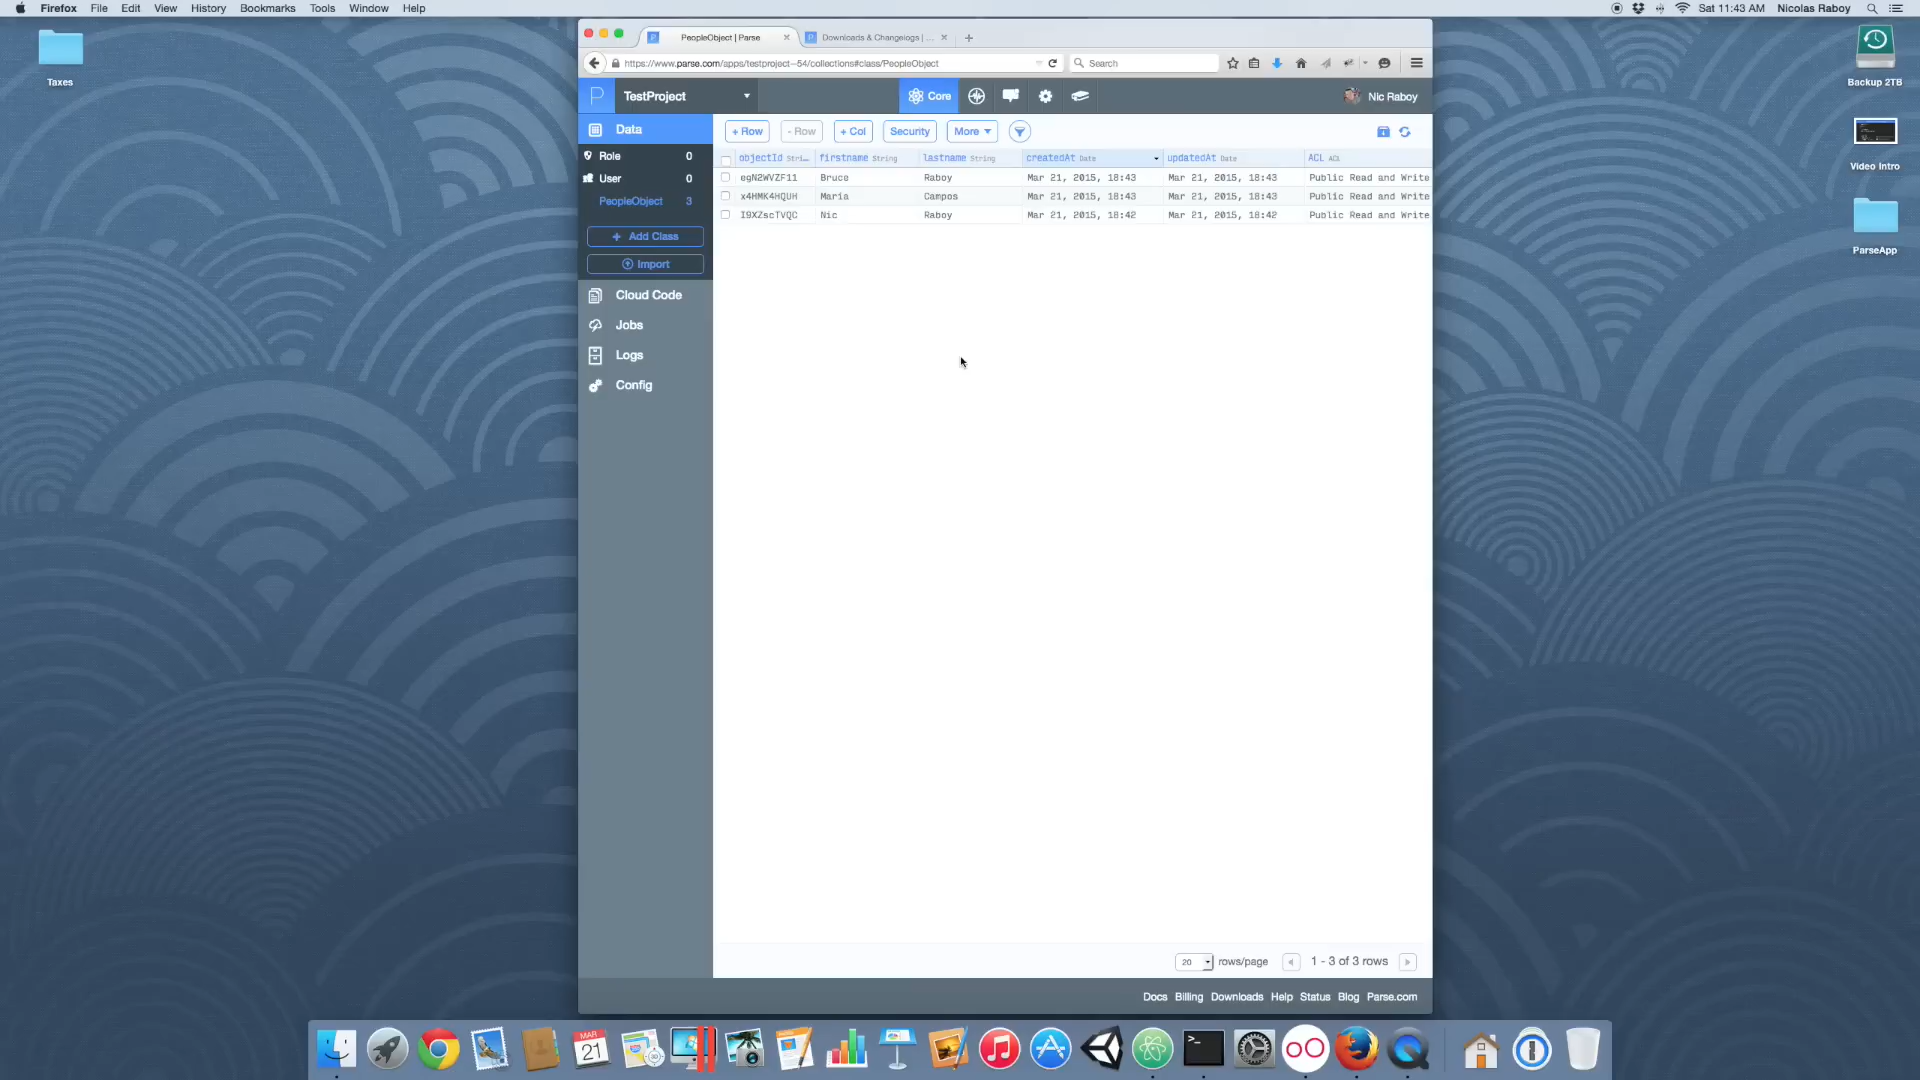 Firefox File Edit View History Bookmarks Tools Window Help
Sat 11:43 AM Nicolas Raboy
Taxes
Backup 2TB
Video Intro
ParseApp
PeopleObject | Parse
Downloads & Changelogs | ...
https://www.parse.com/apps/testproject--54/collections#class/PeopleObject
Search
P TestProject
Core
Nic Raboy
Data
Role 0
User 0
PeopleObject 3
+ Add Class
Import
Cloud Code
Jobs
Logs
Config
+ Row - Row + Col Security More
objectId Stri... firstname String lastname String createdAt Date updatedAt Date ACL ACL
egN2WVZF11 Bruce Raboy Mar 21, 2015, 18:43 Mar 21, 2015, 18:43 Public Read and Write
x4HMK4HQUH Maria Campos Mar 21, 2015, 18:43 Mar 21, 2015, 18:43 Public Read and Write
I9XZscTVQC Nic Raboy Mar 21, 2015, 18:42 Mar 21, 2015, 18:42 Public Read and Write
20 rows/page 1 - 3 of 3 rows
Docs Billing Downloads Help Status Blog Parse.com
MAR
21